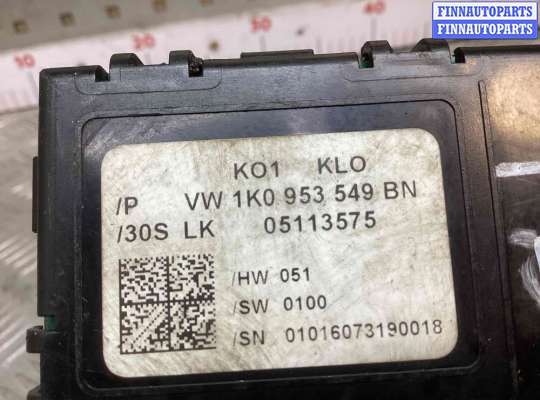 FINNAUTOPARTS
FINNAUTOPARTS
KO1 KLO
/P VW 1K0 953 549 BN
/30S LK 05113575
/HW 051
/SW 0100
/SN 01016073190018